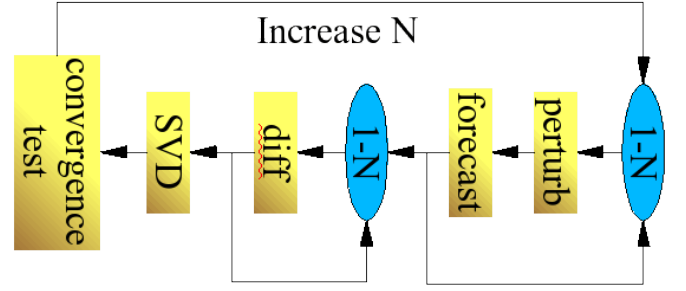 Increase N
convergence
test
SVD
diff
1-N
forecast
perturb
1-N